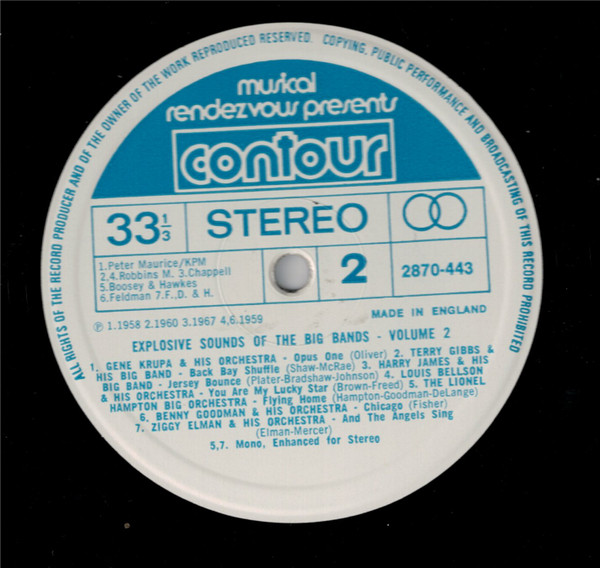 ALL RIGHTS OF THE RECORD PRODUCER AND OF THE OWNER OF THE WORK REPRODUCED RESERVED. COPYING, PUBLIC PERFORMANCE AND BROADCASTING OF THIS RECORD PROHIBITED
musical
rendezvous presents
contour
33 1/3
STEREO
1.Peter Maurice/KPM
2,4.Robbins M. 3.Chappell
5.Boosey & Hawkes
6.Feldman 7.F., D. & H.
2
2870-443
℗ 1.1958 2.1960 3.1967 4,6.1959
MADE IN ENGLAND
EXPLOSIVE SOUNDS OF THE BIG BANDS - VOLUME 2
1. GENE KRUPA & HIS ORCHESTRA - Opus One (Oliver) 2. TERRY GIBBS &
HIS BIG BAND - Back Bay Shuffle (Shaw-McRae) 3. HARRY JAMES & HIS
BIG BAND - Jersey Bounce (Plater-Bradshaw-Johnson) 4. LOUIS BELLSON
& HIS ORCHESTRA - You Are My Lucky Star (Brown-Freed) 5. THE LIONEL
HAMPTON BIG ORCHESTRA - Flying Home (Hampton-Goodman-DeLange)
6. BENNY GOODMAN & HIS ORCHESTRA - Chicago (Fisher)
7. ZIGGY ELMAN & HIS ORCHESTRA - And The Angels Sing
(Elman-Mercer)
5,7. Mono, Enhanced for Stereo